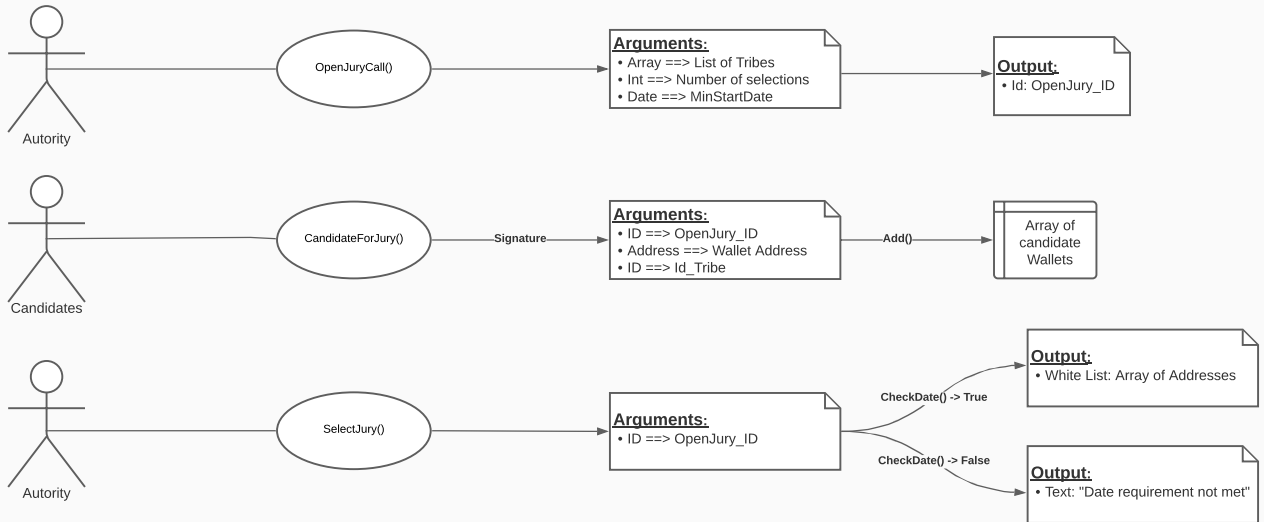 Autority
OpenJuryCall()
Arguments:
• Array ==> List of Tribes
• Int ==> Number of selections
• Date ==> MinStartDate
Output:
• Id: OpenJury_ID
Candidates
CandidateForJury()
Signature
Arguments:
• ID ==> OpenJury_ID
• Address ==> Wallet Address
• ID ==> Id_Tribe
Add()
Array of
candidate
Wallets
Autority
SelectJury()
Arguments:
• ID ==> OpenJury_ID
CheckDate() -> True
Output:
• White List: Array of Addresses
CheckDate() -> False
Output:
• Text: "Date requirement not met"